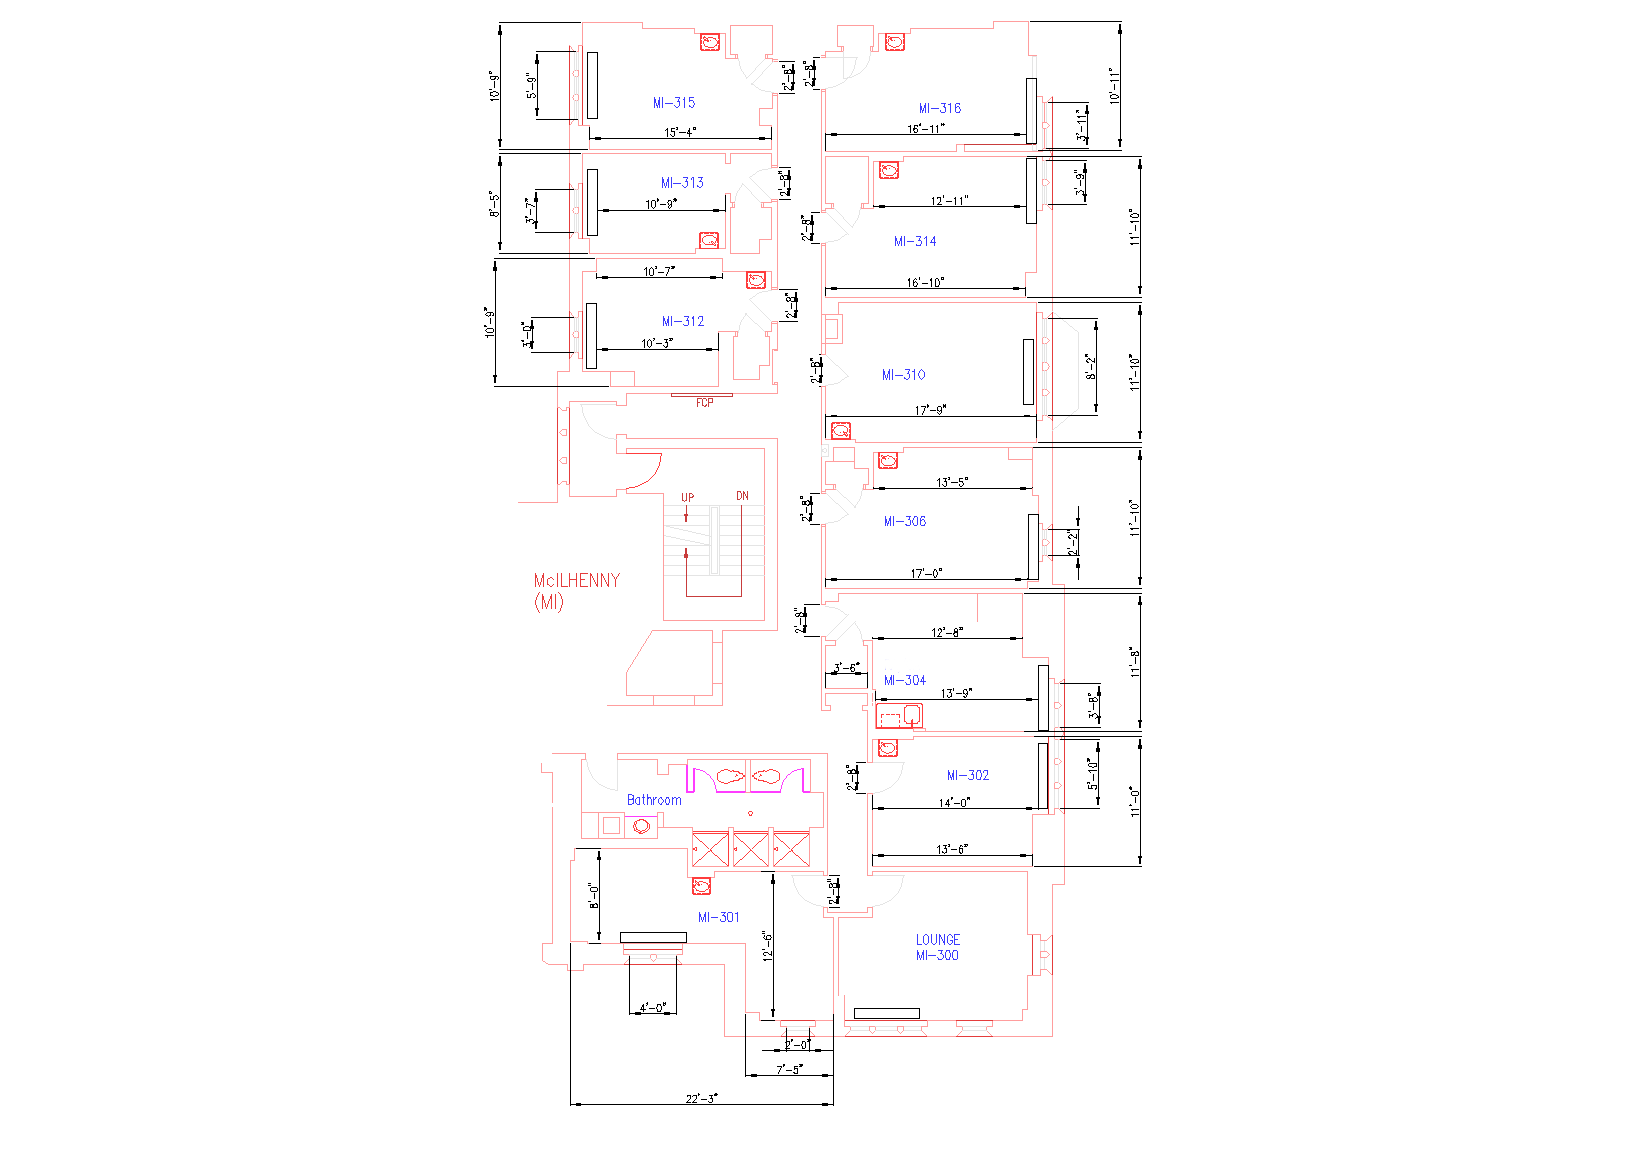 10'-9"
5'-9"
MI-315
15'-4"
2'-8"
2'-8"
MI-316
16'-11"
3'-11"
10'-11"
8'-5"
3'-7"
MI-313
10'-9"
2'-8"
12'-11"
3'-9"
11'-10"
2'-8"
MI-314
16'-10"
10'-9"
3'-0"
10'-7"
MI-312
10'-3"
2'-8"
2'-6"
MI-310
17'-9"
8'-2"
11'-10"
FCP
UP
DN
13'-5"
2'-8"
MI-306
17'-0"
2'-2"
11'-10"
McILHENNY
(MI)
2'-8"
12'-8"
3'-6"
MI-304
13'-9"
3'-8"
11'-8"
Bathroom
2'-8"
MI-302
14'-0"
13'-6"
5'-10"
11'-0"
8'-0"
MI-301
12'-6"
2'-8"
LOUNGE
MI-300
4'-0"
2'-0"
7'-5"
22'-3"